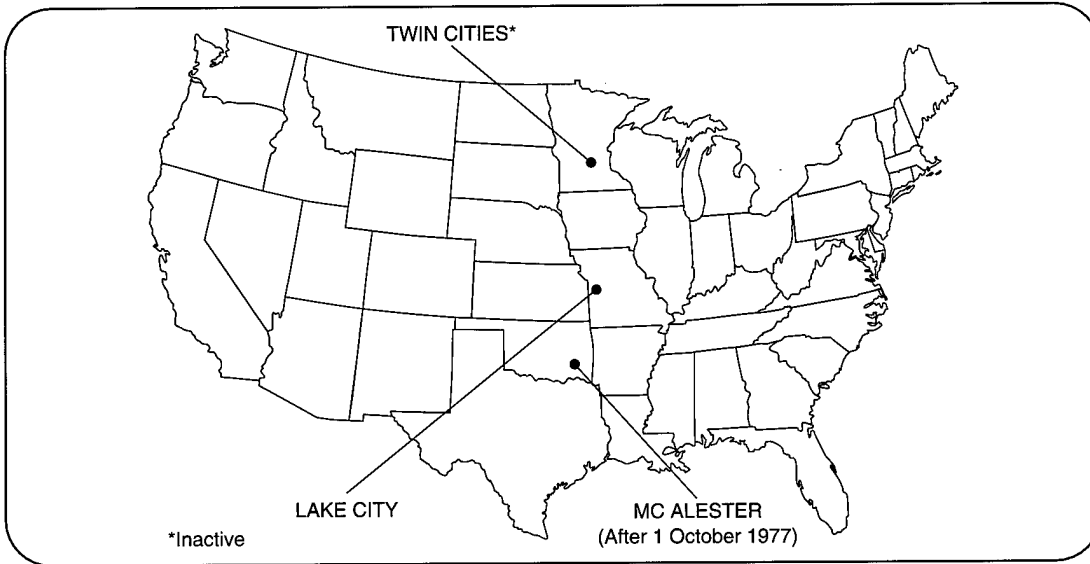 TWIN CITIES*
LAKE CITY
MC ALESTER
(After 1 October 1977)
*Inactive